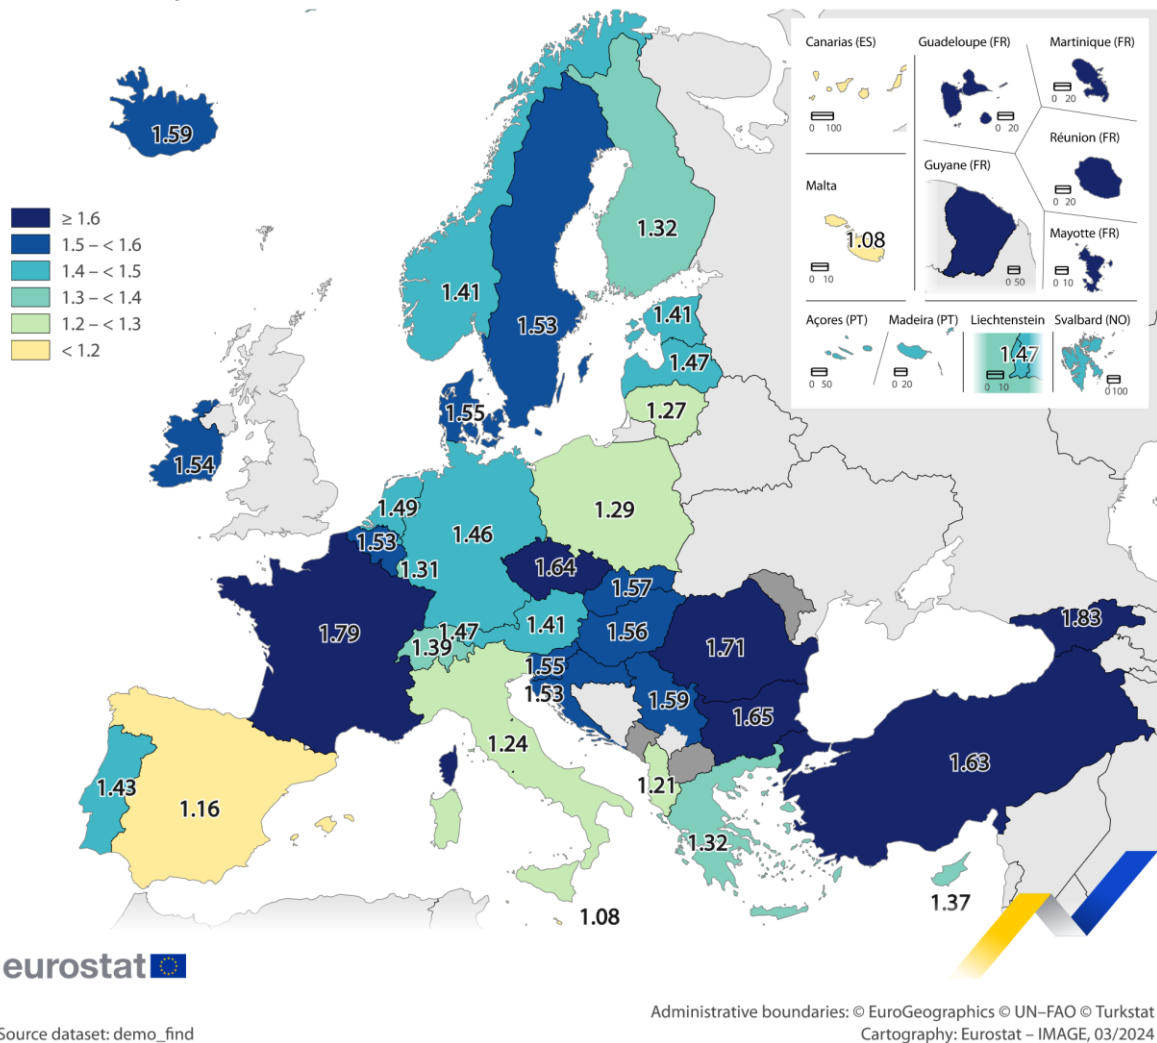 1.59
≥ 1.6
1.5 – < 1.6
1.4 – < 1.5
1.3 – < 1.4
1.2 – < 1.3
< 1.2
Canarias (ES)
0 100
Guadeloupe (FR)
0 20
Martinique (FR)
0 20
Réunion (FR)
0 20
Guyane (FR)
0 50
Mayotte (FR)
0 10
Malta
1.08
0 10
Açores (PT)
0 50
Madeira (PT)
0 20
Liechtenstein
1.47
0 10
Svalbard (NO)
0 100
1.32
1.41
1.53
1.41
1.47
1.27
1.55
1.54
1.49
1.46
1.29
1.53
1.31
1.64
1.57
1.79
1.47
1.39
1.41
1.56
1.71
1.83
1.55
1.53
1.59
1.65
1.63
1.24
1.43
1.16
1.21
1.32
1.37
1.08
eurostat
Administrative boundaries: © EuroGeographics © UN–FAO © Turkstat
Source dataset: demo_find
Cartography: Eurostat – IMAGE, 03/2024